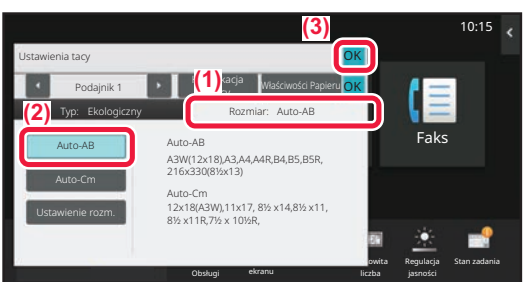 (3)
10:15
Ustawienia tacy
OK
Podajnik 1
(1)
Właściwości Papieru
OK
(2)
Typ: Ekologiczny
Rozmiar: Auto-AB
Auto-AB
Auto-Cm
Ustawienie rozm.
Auto-AB
A3W(12x18),A3,A4,A4R,B4,B5,B5R,
216x330(8½x13)
Auto-Cm
12x18(A3W),11x17, 8½ x14,8½ x11,
8½ x11R,7½ x 10½R,
Faks
Obsługi
ekranu
liczba
Regulacja
jasności
Stan zadania